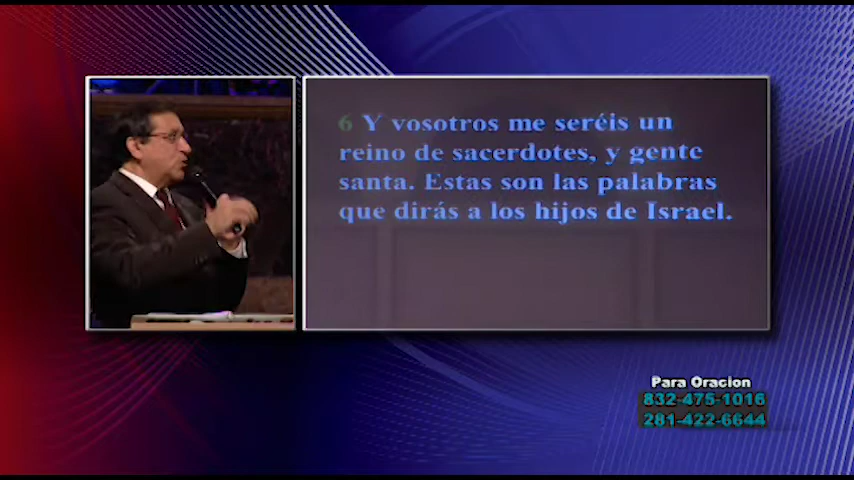 6 Y vosotros me seréis un
reino de sacerdotes, y gente
santa. Estas son las palabras
que dirás a los hijos de Israel.
Para Oracion
832-475-1016
281-422-6644